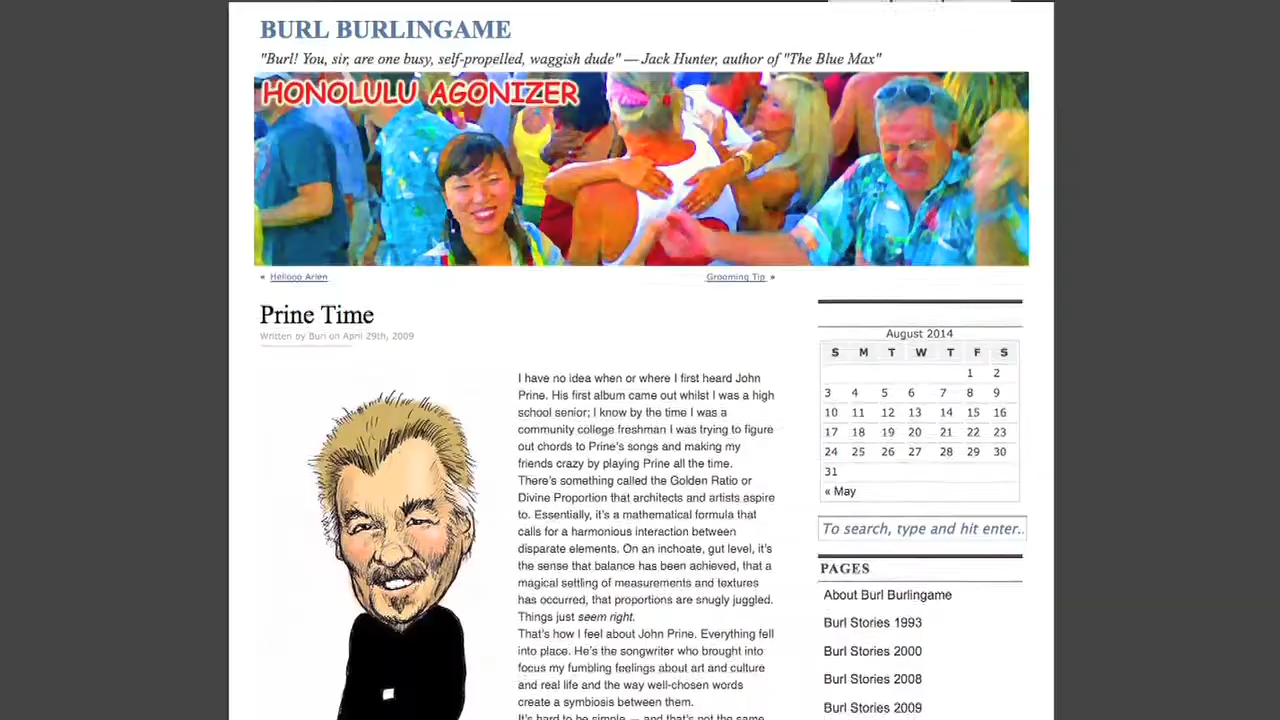 BURL BURLINGAME
"Burl! You, sir, are one busy, self-propelled, waggish dude" — Jack Hunter, author of "The Blue Max"
HONOLULU AGONIZER
« Hellooo Arlen
Grooming Tip »
Prine Time
Written by Burl on April 29th, 2009
I have no idea when or where I first heard John
Prine. His first album came out whilst I was a high
school senior; I know by the time I was a
community college freshman I was trying to figure
out chords to Prine's songs and making my
friends crazy by playing Prine all the time.
There's something called the Golden Ratio or
Divine Proportion that architects and artists aspire
to. Essentially, it's a mathematical formula that
calls for a harmonious interaction between
disparate elements. On an inchoate, gut level, it's
the sense that balance has been achieved, that a
magical settling of measurements and textures
has occurred, that proportions are snugly juggled.
Things just seem right.
That's how I feel about John Prine. Everything fell
into place. He's the songwriter who brought into
focus my fumbling feelings about art and culture
and real life and the way well-chosen words
create a symbiosis between them.
It's hard to be simple — and that's not the same
August 2014
S M T W T F S
1 2
3 4 5 6 7 8 9
10 11 12 13 14 15 16
17 18 19 20 21 22 23
24 25 26 27 28 29 30
31
« May
To search, type and hit enter..
PAGES
About Burl Burlingame
Burl Stories 1993
Burl Stories 2000
Burl Stories 2008
Burl Stories 2009